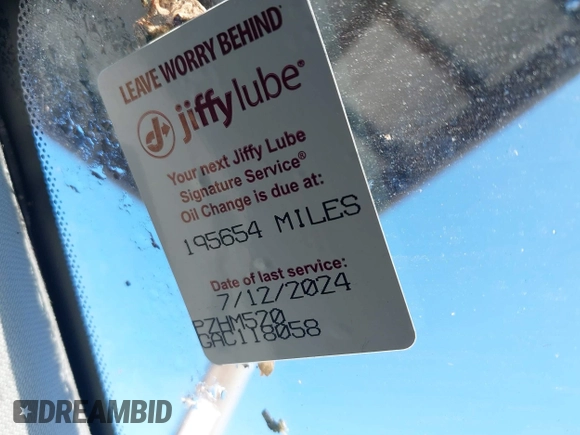 LEAVE WORRY BEHIND®
jiffy lube®
Your next Jiffy Lube
Signature Service®
Oil Change is due at:
195654 MILES
Date of last service:
7/12/2024
PZHM520
GAC118058
DREAMBID